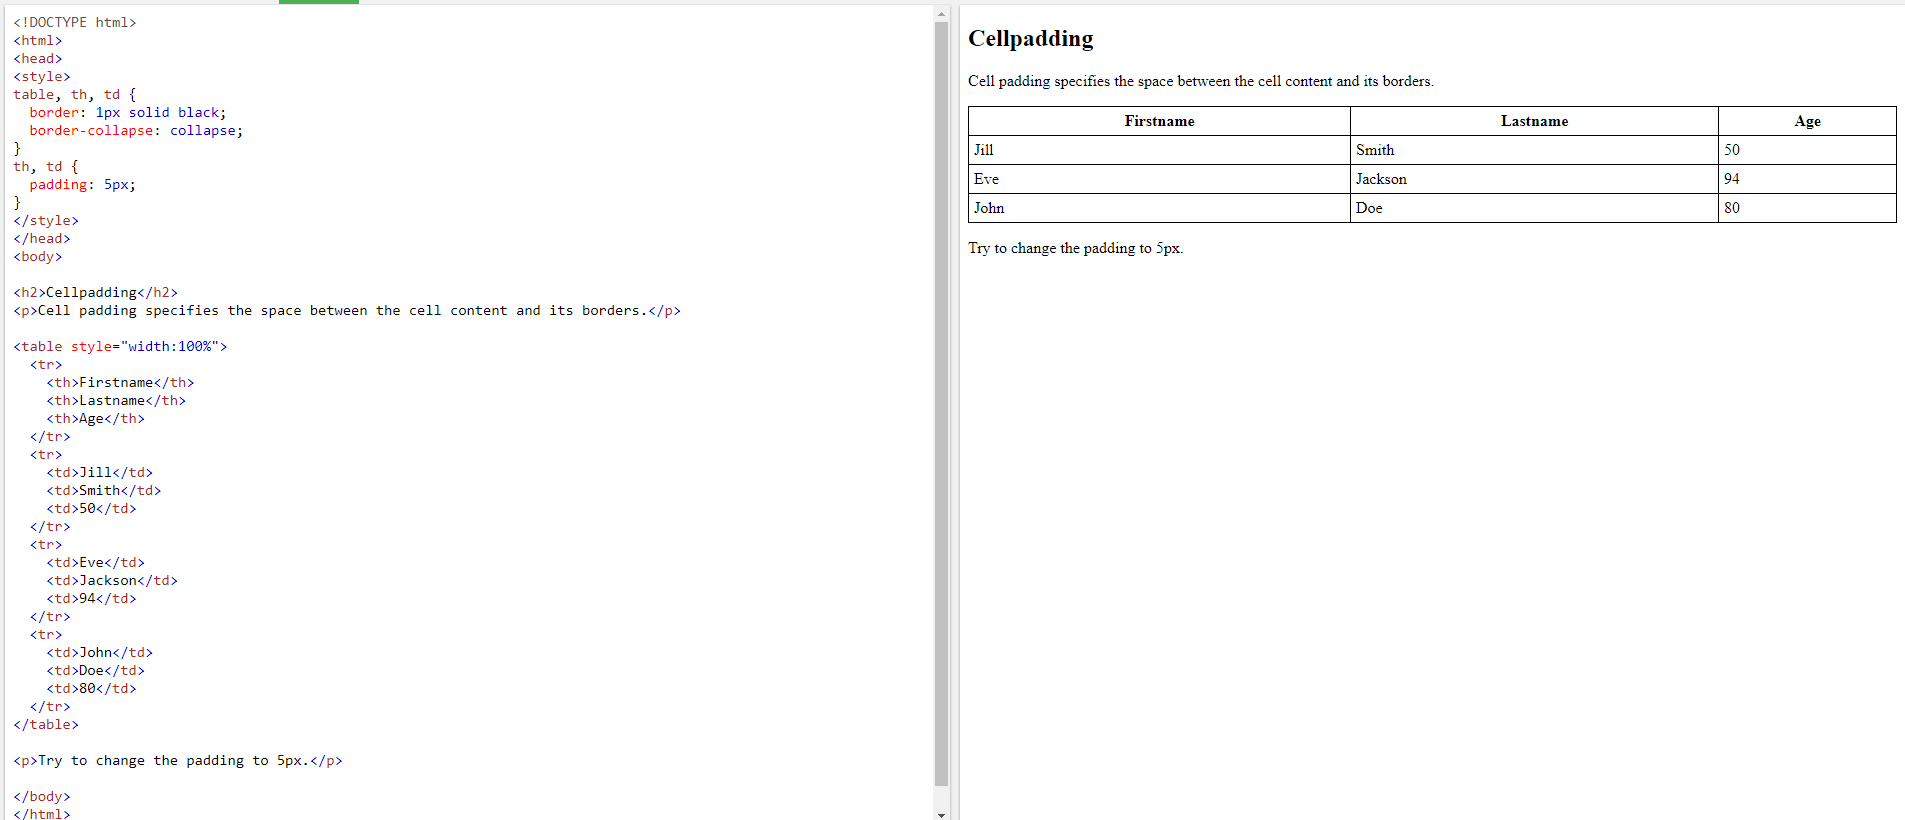 <!DOCTYPE html>
<html>
<head>
<style>
table, th, td {
  border: 1px solid black;
  border-collapse: collapse;
}
th, td {
  padding: 5px;
}
</style>
</head>
<body>

<h2>Cellpadding</h2>
<p>Cell padding specifies the space between the cell content and its borders.</p>

<table style="width:100%">
  <tr>
    <th>Firstname</th>
    <th>Lastname</th>
    <th>Age</th>
  </tr>
  <tr>
    <td>Jill</td>
    <td>Smith</td>
    <td>50</td>
  </tr>
  <tr>
    <td>Eve</td>
    <td>Jackson</td>
    <td>94</td>
  </tr>
  <tr>
    <td>John</td>
    <td>Doe</td>
    <td>80</td>
  </tr>
</table>

<p>Try to change the padding to 5px.</p>

</body>
</html>
Cellpadding
Cell padding specifies the space between the cell content and its borders.
Firstname Lastname Age
Jill Smith 50
Eve Jackson 94
John Doe 80
Try to change the padding to 5px.